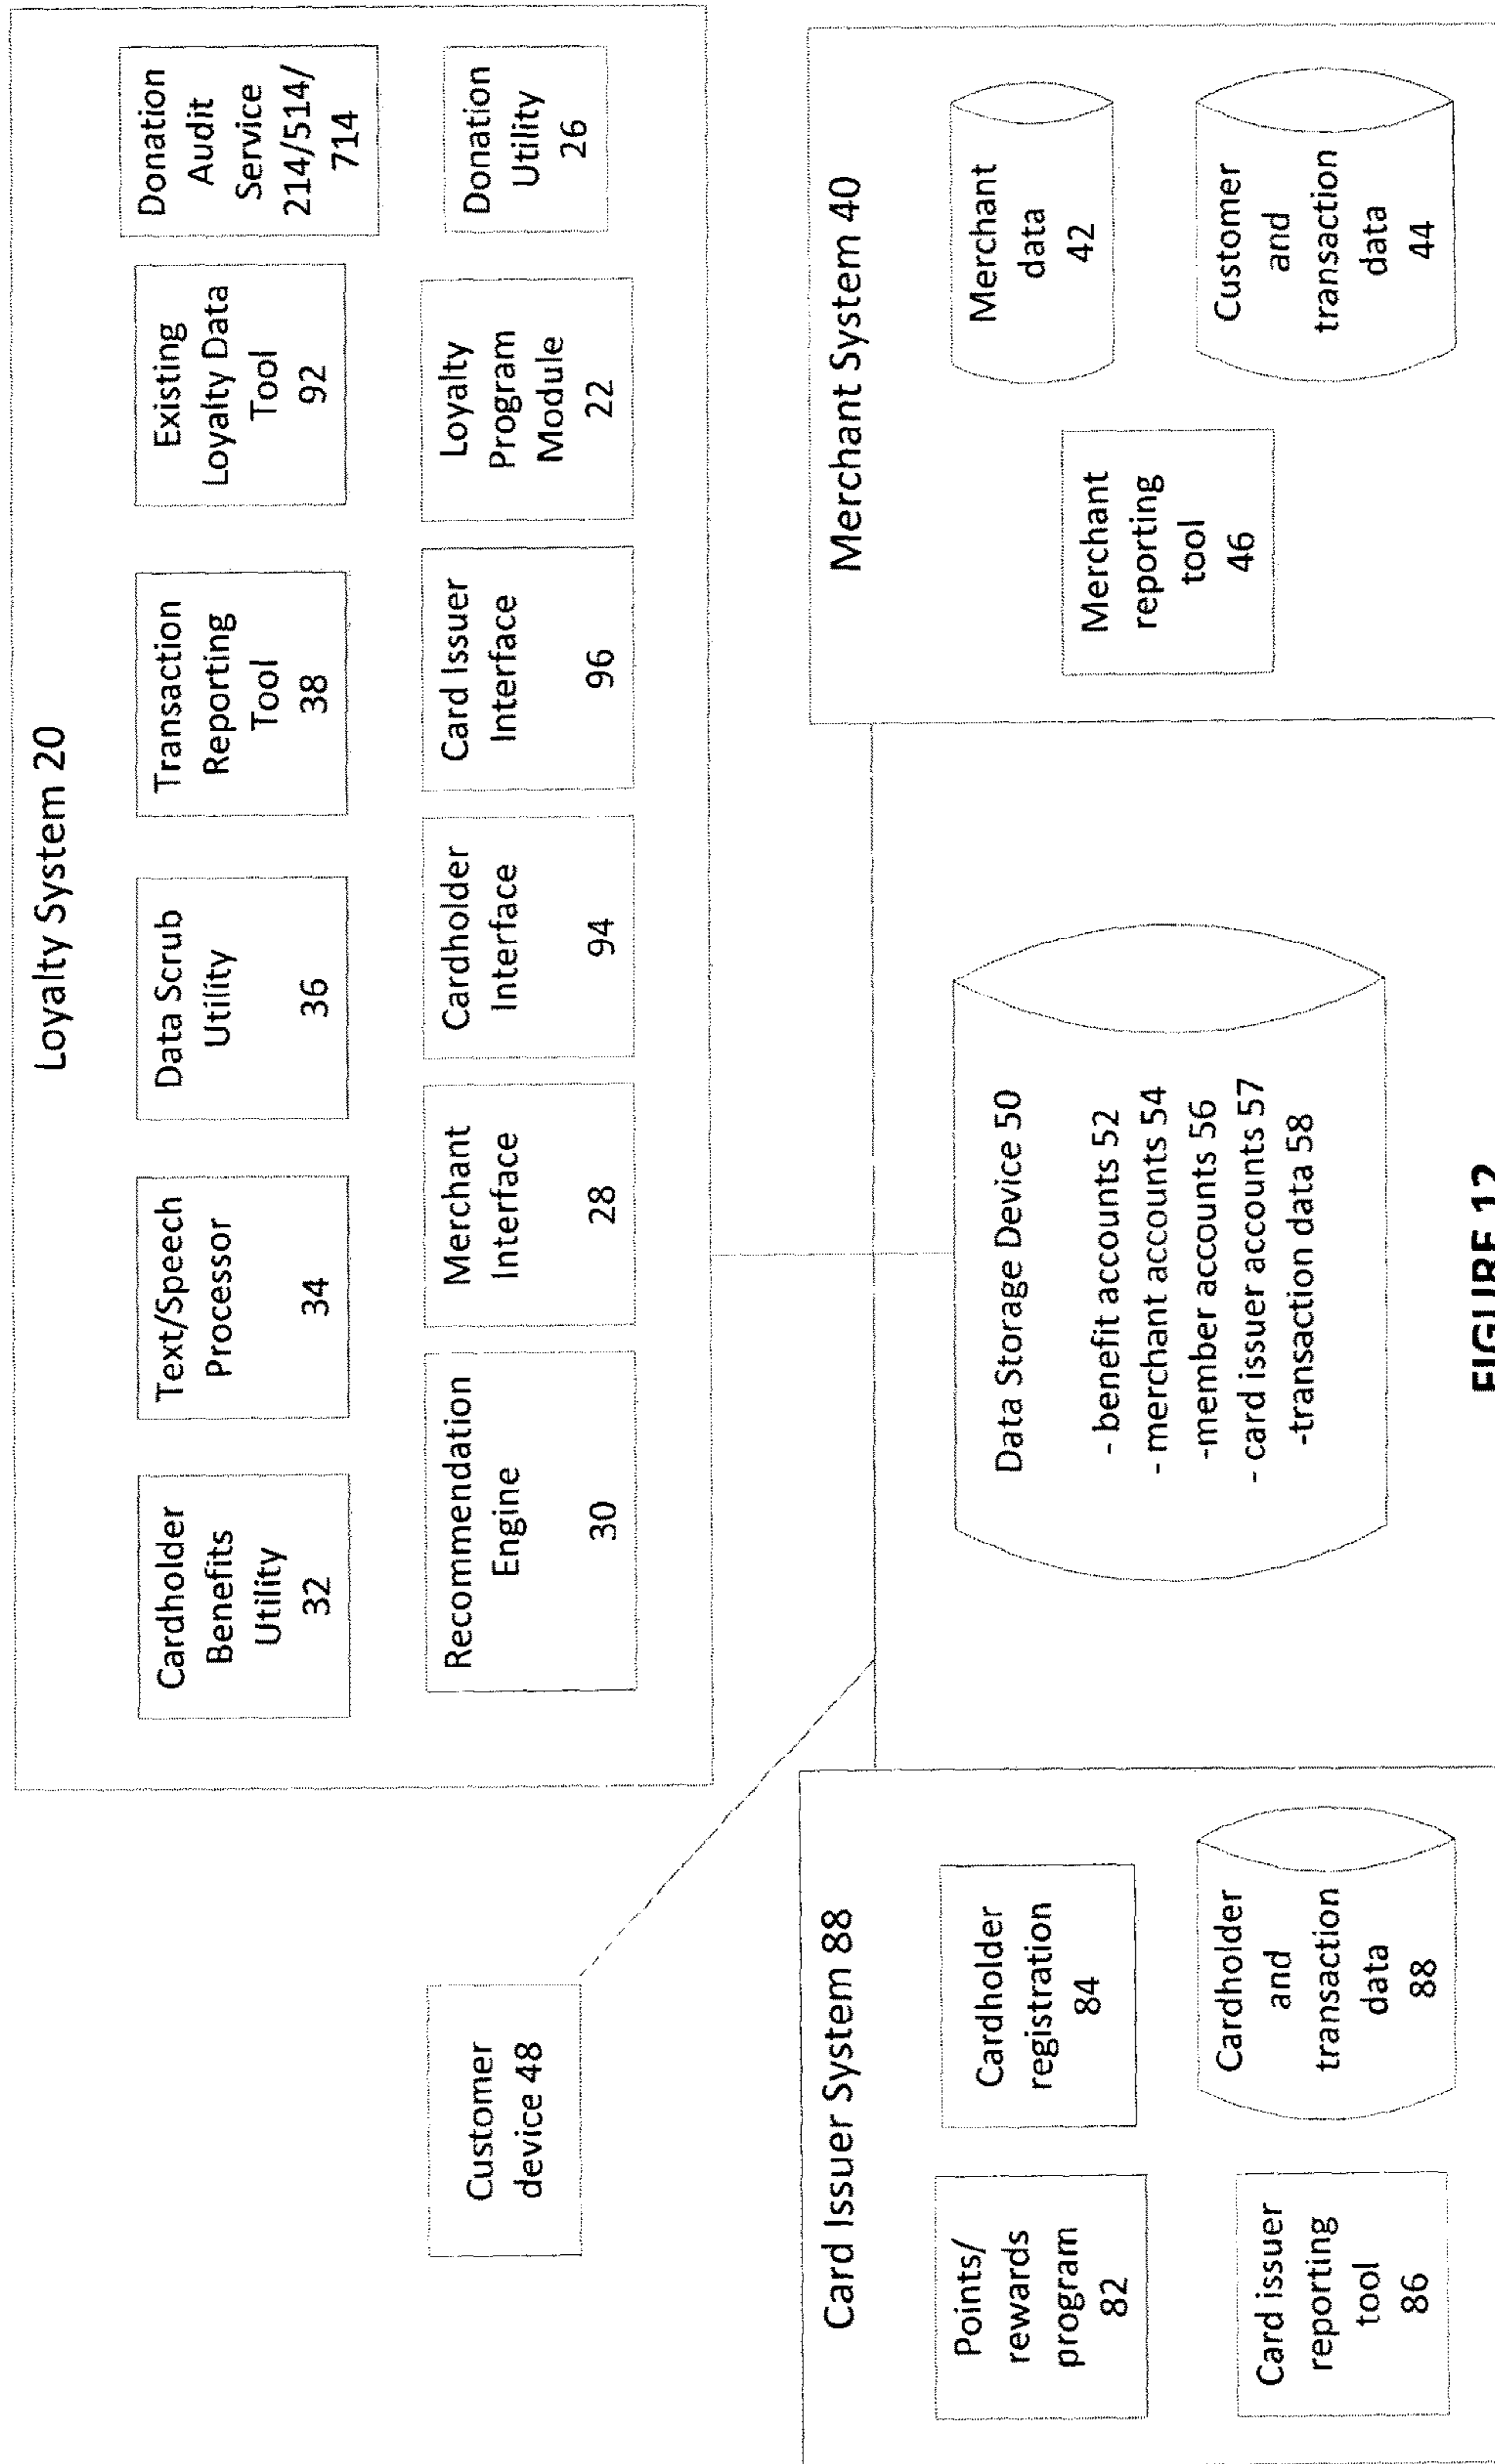 Loyalty System 20
Cardholder
Benefits
Utility
32
Text/Speech
Processor
34
Data Scrub
Utility
36
Transaction
Reporting
Tool
38
Existing
Loyalty Data
Tool
92
Donation
Audit
Service
214/514/
714
Recommendation
Engine
30
Merchant
Interface
28
Cardholder
Interface
94
Card Issuer
Interface
96
Loyalty
Program
Module
22
Donation
Utility
26
Customer
device 48
Card Issuer System 88
Points/
rewards
program
82
Cardholder
registration
84
Card issuer
reporting
tool
86
Cardholder
and
transaction
data
88
Data Storage Device 50
- benefit accounts 52
- merchant accounts 54
-member accounts 56
- card issuer accounts 57
-transaction data 58
Merchant System 40
Merchant
reporting
tool
46
Merchant
data
42
Customer
and
transaction
data
44
FIGURE 12